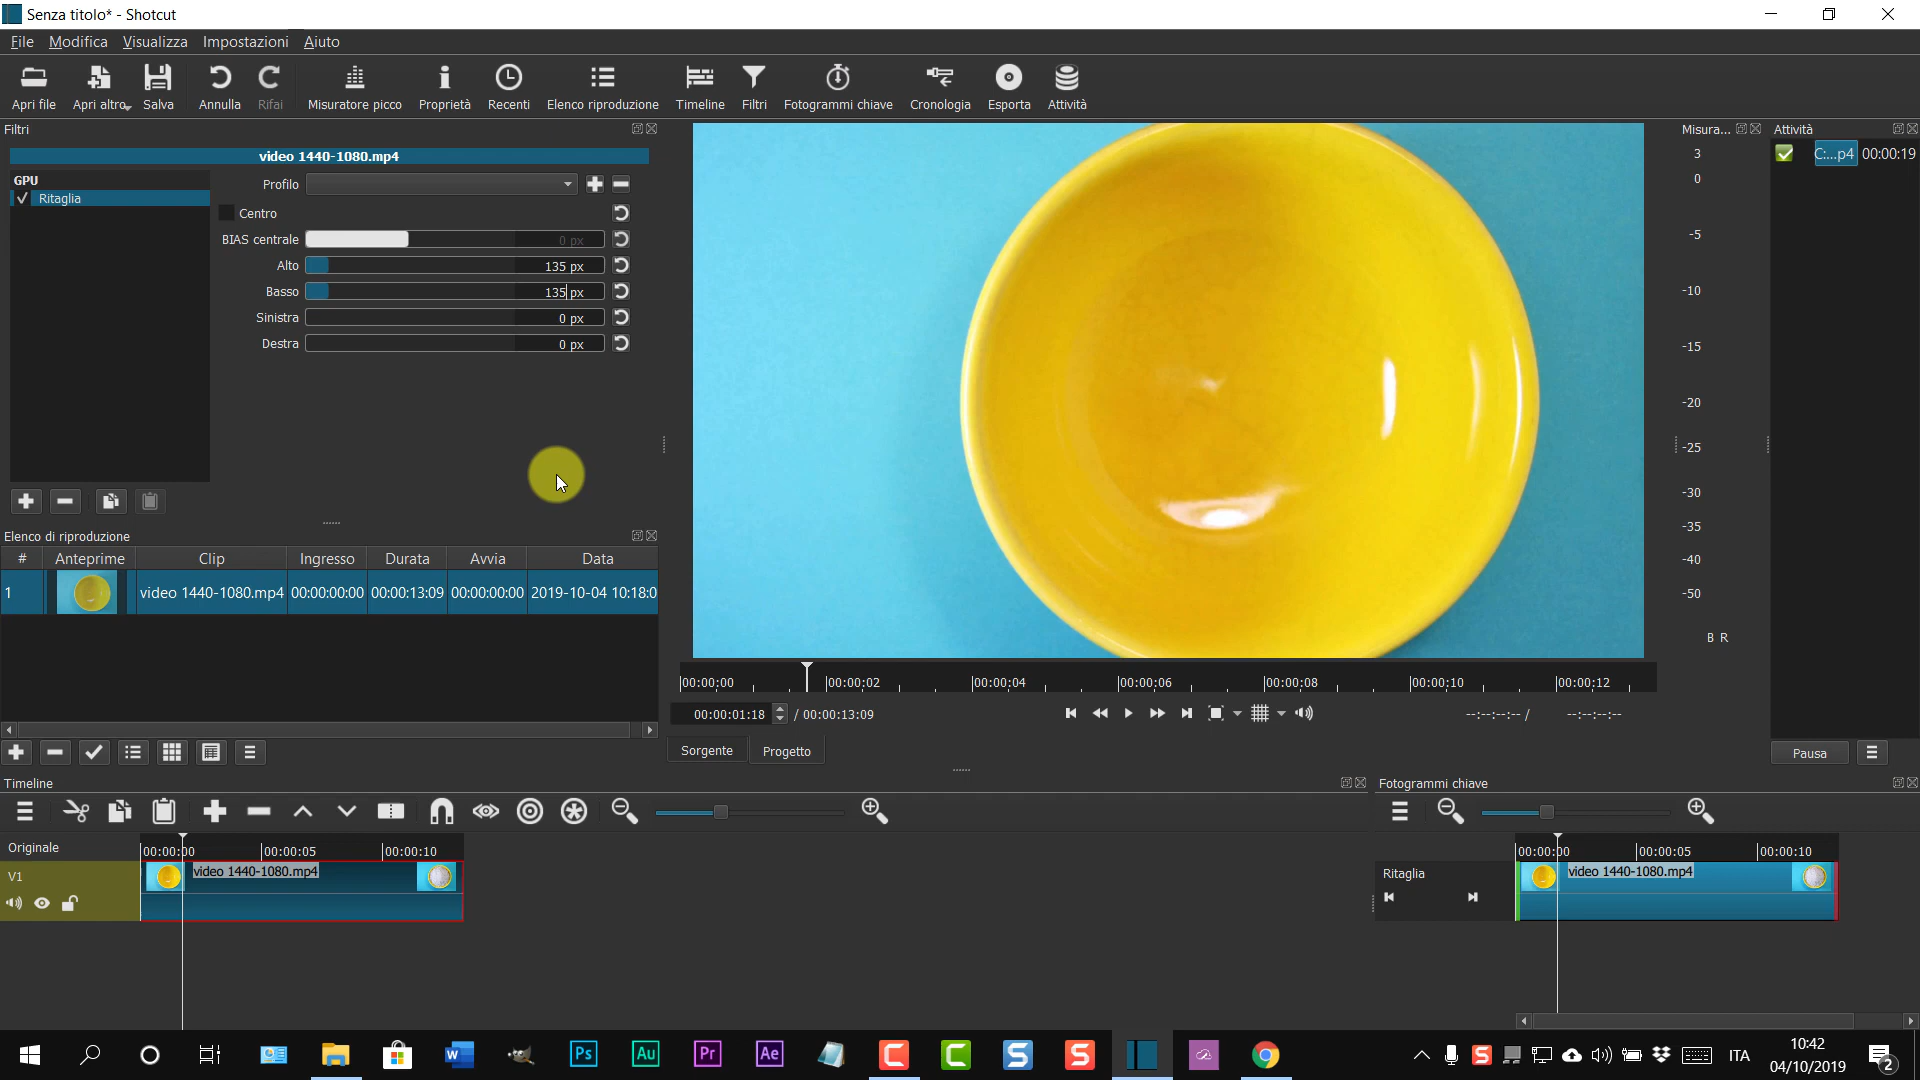 Senza titolo* - Shotcut
File Modifica Visualizza Impostazioni Aiuto
Apri file Apri altro Salva Annulla Rifai Misuratore picco Proprietà Recenti Elenco riproduzione Timeline Filtri Fotogrammi chiave Cronologia Esporta Attività
Filtri
video 1440-1080.mp4
GPU
Ritaglia
Profilo
Centro
BIAS centrale 0 px
Alto 135 px
Basso 135 px
Sinistra 0 px
Destra 0 px
Elenco di riproduzione
# Anteprime Clip Ingresso Durata Avvia Data
1 video 1440-1080.mp4 00:00:00:00 00:00:13:09 00:00:00:00 2019-10-04 10:18:0
00:00:00 00:00:02 00:00:04 00:00:06 00:00:08 00:00:10 00:00:12
00:00:01:18 / 00:00:13:09 --:--:--:-- / --:--:--:--
Sorgente Progetto
Misura...
3
0
-5
-10
-15
-20
-25
-30
-35
-40
-50
B R
Attività
C:...p4 00:00:19
Pausa
Timeline
Originale 00:00:00 00:00:05 00:00:10
V1 video 1440-1080.mp4
Fotogrammi chiave
00:00:00 00:00:05 00:00:10
Ritaglia video 1440-1080.mp4
Ps Au Pr Ae
ITA
10:42
04/10/2019
2